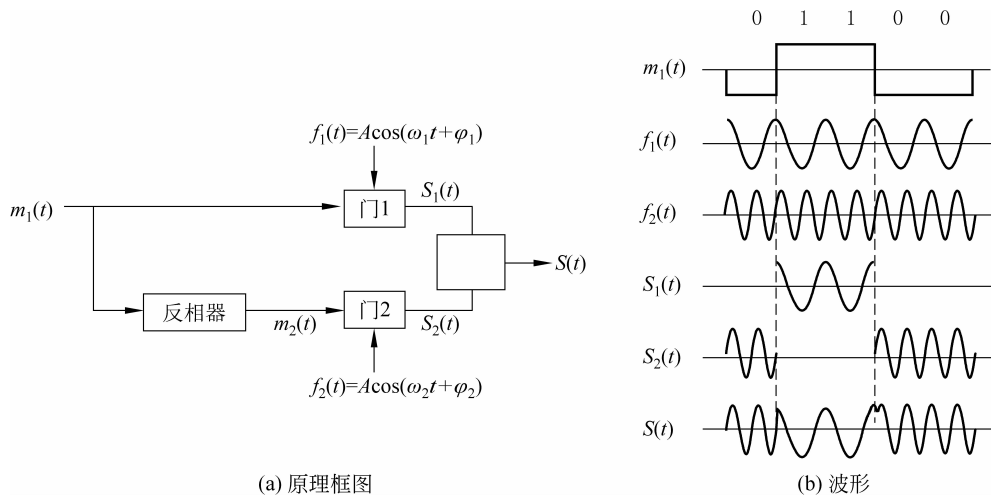 f₁(t)=Acos(ω₁t+φ₁)
m₁(t)
门1
S₁(t)
S(t)
反相器
m₂(t)
门2
S₂(t)
f₂(t)=Acos(ω₂t+φ₂)
(a) 原理框图
0 1 1 0 0
m₁(t)
f₁(t)
f₂(t)
S₁(t)
S₂(t)
S(t)
(b) 波形